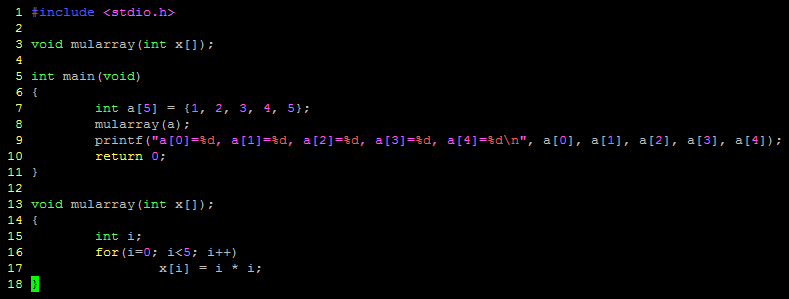 1 #include <stdio.h>
2
3 void mularray(int x[]);
4
5 int main(void)
6 {
7         int a[5] = {1, 2, 3, 4, 5};
8         mularray(a);
9         printf("a[0]=%d, a[1]=%d, a[2]=%d, a[3]=%d, a[4]=%d\n", a[0], a[1], a[2], a[3], a[4]);
10         return 0;
11 }
12
13 void mularray(int x[]);
14 {
15         int i;
16         for(i=0; i<5; i++)
17                 x[i] = i * i;
18 }